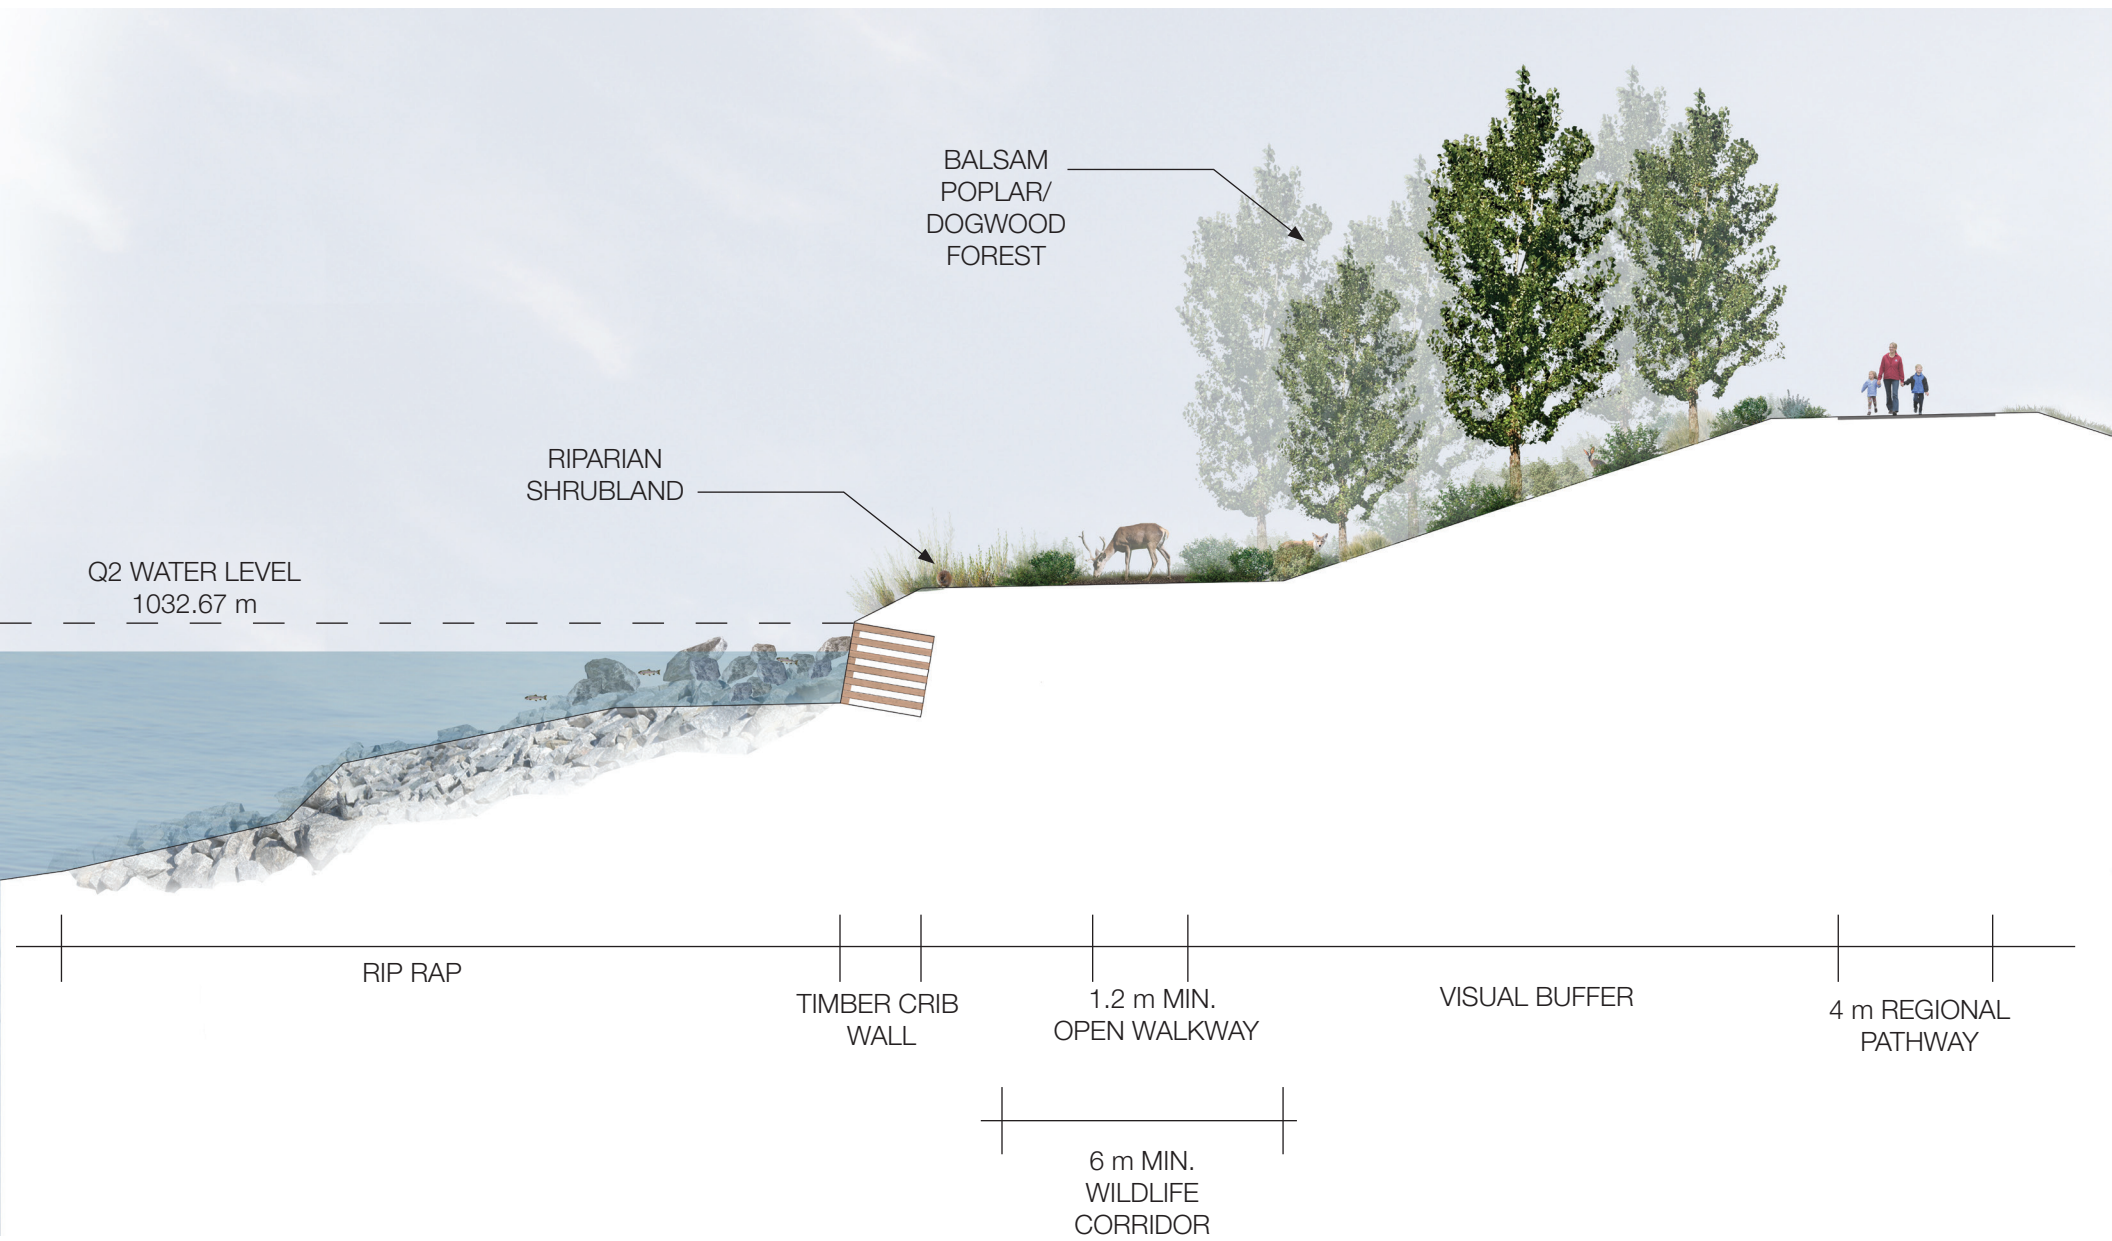 BALSAM
POPLAR/
DOGWOOD
FOREST
RIPARIAN
SHRUBLAND
Q2 WATER LEVEL
1032.67 m
RIP RAP
TIMBER CRIB
WALL
1.2 m MIN.
OPEN WALKWAY
VISUAL BUFFER
4 m REGIONAL
PATHWAY
6 m MIN.
WILDLIFE
CORRIDOR